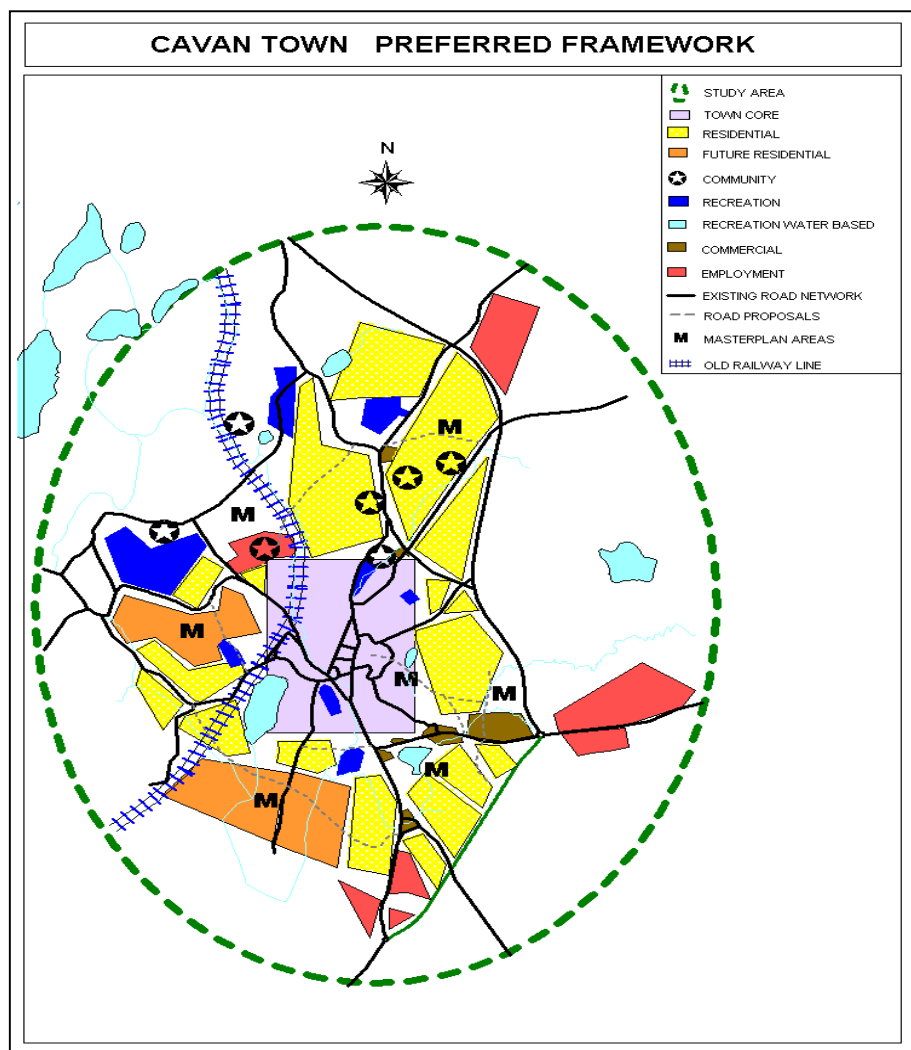 CAVAN TOWN PREFERRED FRAMEWORK
STUDY AREA
TOWN CORE
RESIDENTIAL
FUTURE RESIDENTIAL
COMMUNITY
RECREATION
RECREATION WATER BASED
COMMERCIAL
EMPLOYMENT
EXISTING ROAD NETWORK
ROAD PROPOSALS
M MASTERPLAN AREAS
OLD RAILWAY LINE
N
M
M
M
M
M
M
M